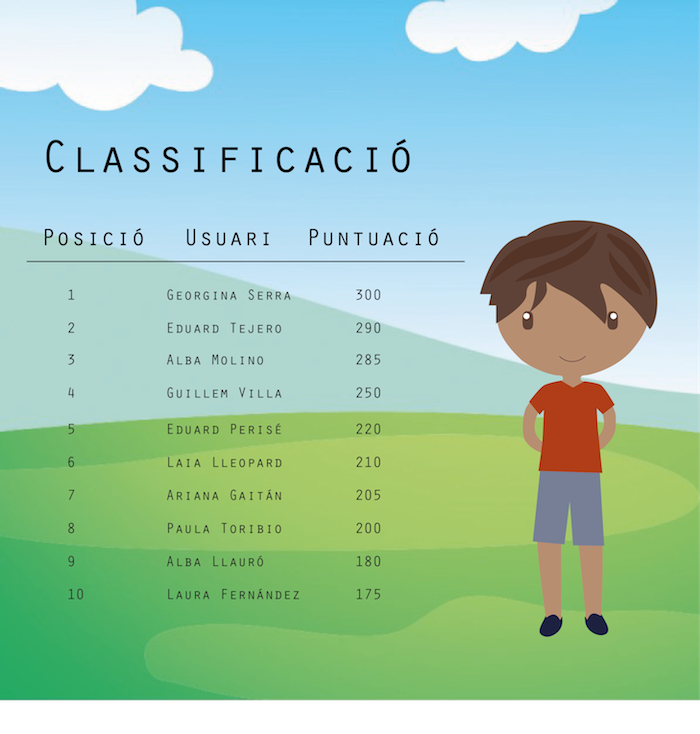 Classificació
Posició Usuari Puntuació
1 Georgina Serra 300
2 Eduard Tejero 290
3 Alba Molino 285
4 Guillem Villa 250
5 Eduard Perisé 220
6 Laia Lleopard 210
7 Ariana Gaitán 205
8 Paula Toribio 200
9 Alba Llauró 180
10 Laura Fernández 175